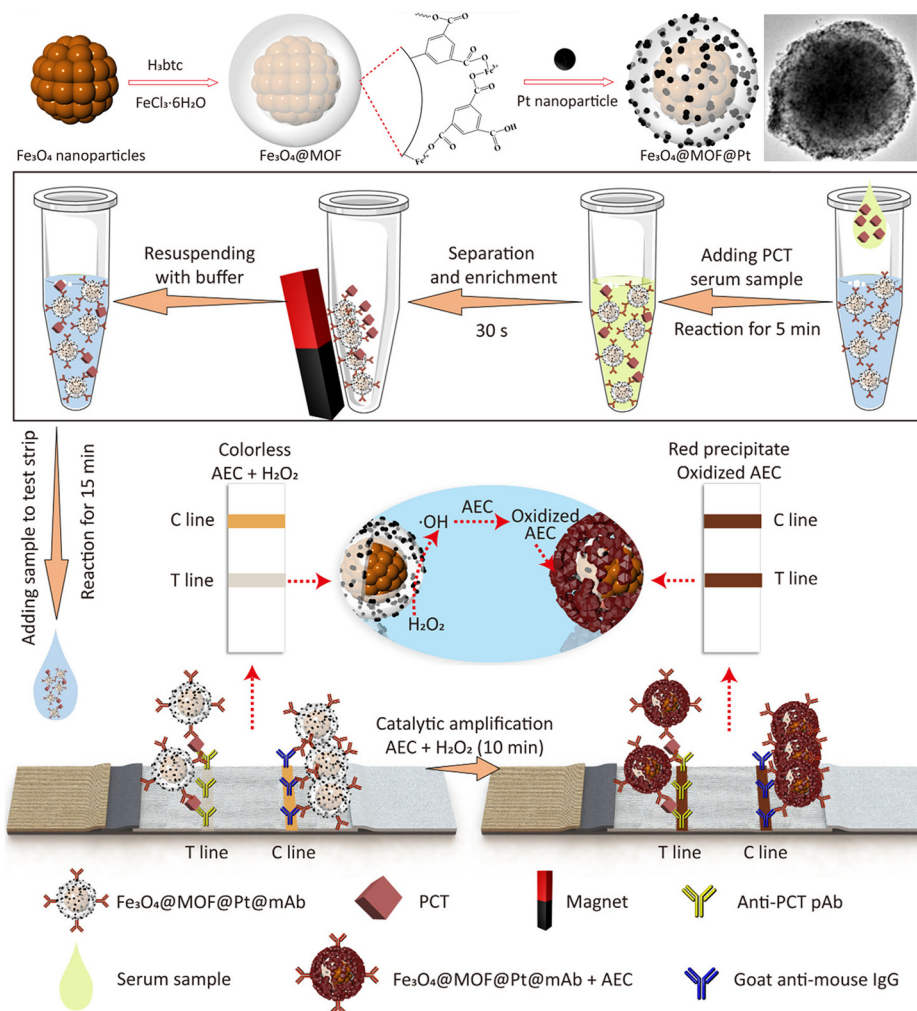 H₃btc
FeCl₃·6H₂O
Pt nanoparticle
Fe₃O₄ nanoparticles
Fe₃O₄@MOF
Fe₃O₄@MOF@Pt
O
C
O
O
C
O
Fe³⁺
O
C
O
C
OH
O
Fe³⁺
O
C
O
Resuspending
with buffer
Separation
and enrichment
30 s
Adding PCT
serum sample
Reaction for 5 min
Adding sample to test strip
Reaction for 15 min
Colorless
AEC + H₂O₂
C line
T line
·OH
AEC
Oxidized
AEC
H₂O₂
Red precipitate
Oxidized AEC
C line
T line
Catalytic amplification
AEC + H₂O₂ (10 min)
T line
C line
T line
C line
Fe₃O₄@MOF@Pt@mAb
PCT
Magnet
Anti-PCT pAb
Serum sample
Fe₃O₄@MOF@Pt@mAb + AEC
Goat anti-mouse IgG